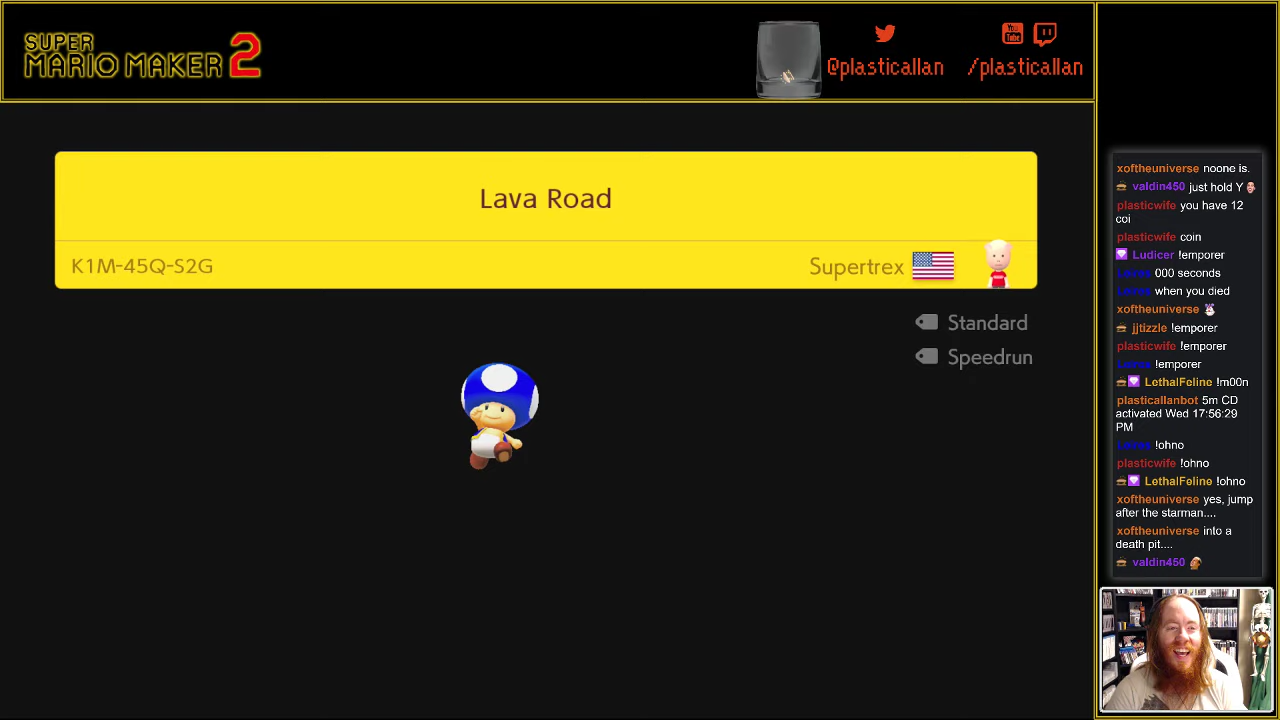 SUPER
MARIO MAKER 2
@plasticallan
You Tube
/plasticallan
Lava Road
K1M-45Q-S2G
Supertrex
Standard
Speedrun
xoftheuniverse noone is.
valdin450 just hold Y
plasticwife you have 12
coi
plasticwife coin
Ludicer !emporer
000 seconds
when you died
xoftheuniverse
jjtizzle !emporer
plasticwife !emporer
!emporer
LethalFeline !m00n
plasticallanbot 5m CD
activated Wed 17:56:29
PM
!ohno
plasticwife !ohno
LethalFeline !ohno
xoftheuniverse yes, jump
after the starman....
xoftheuniverse into a
death pit....
valdin450